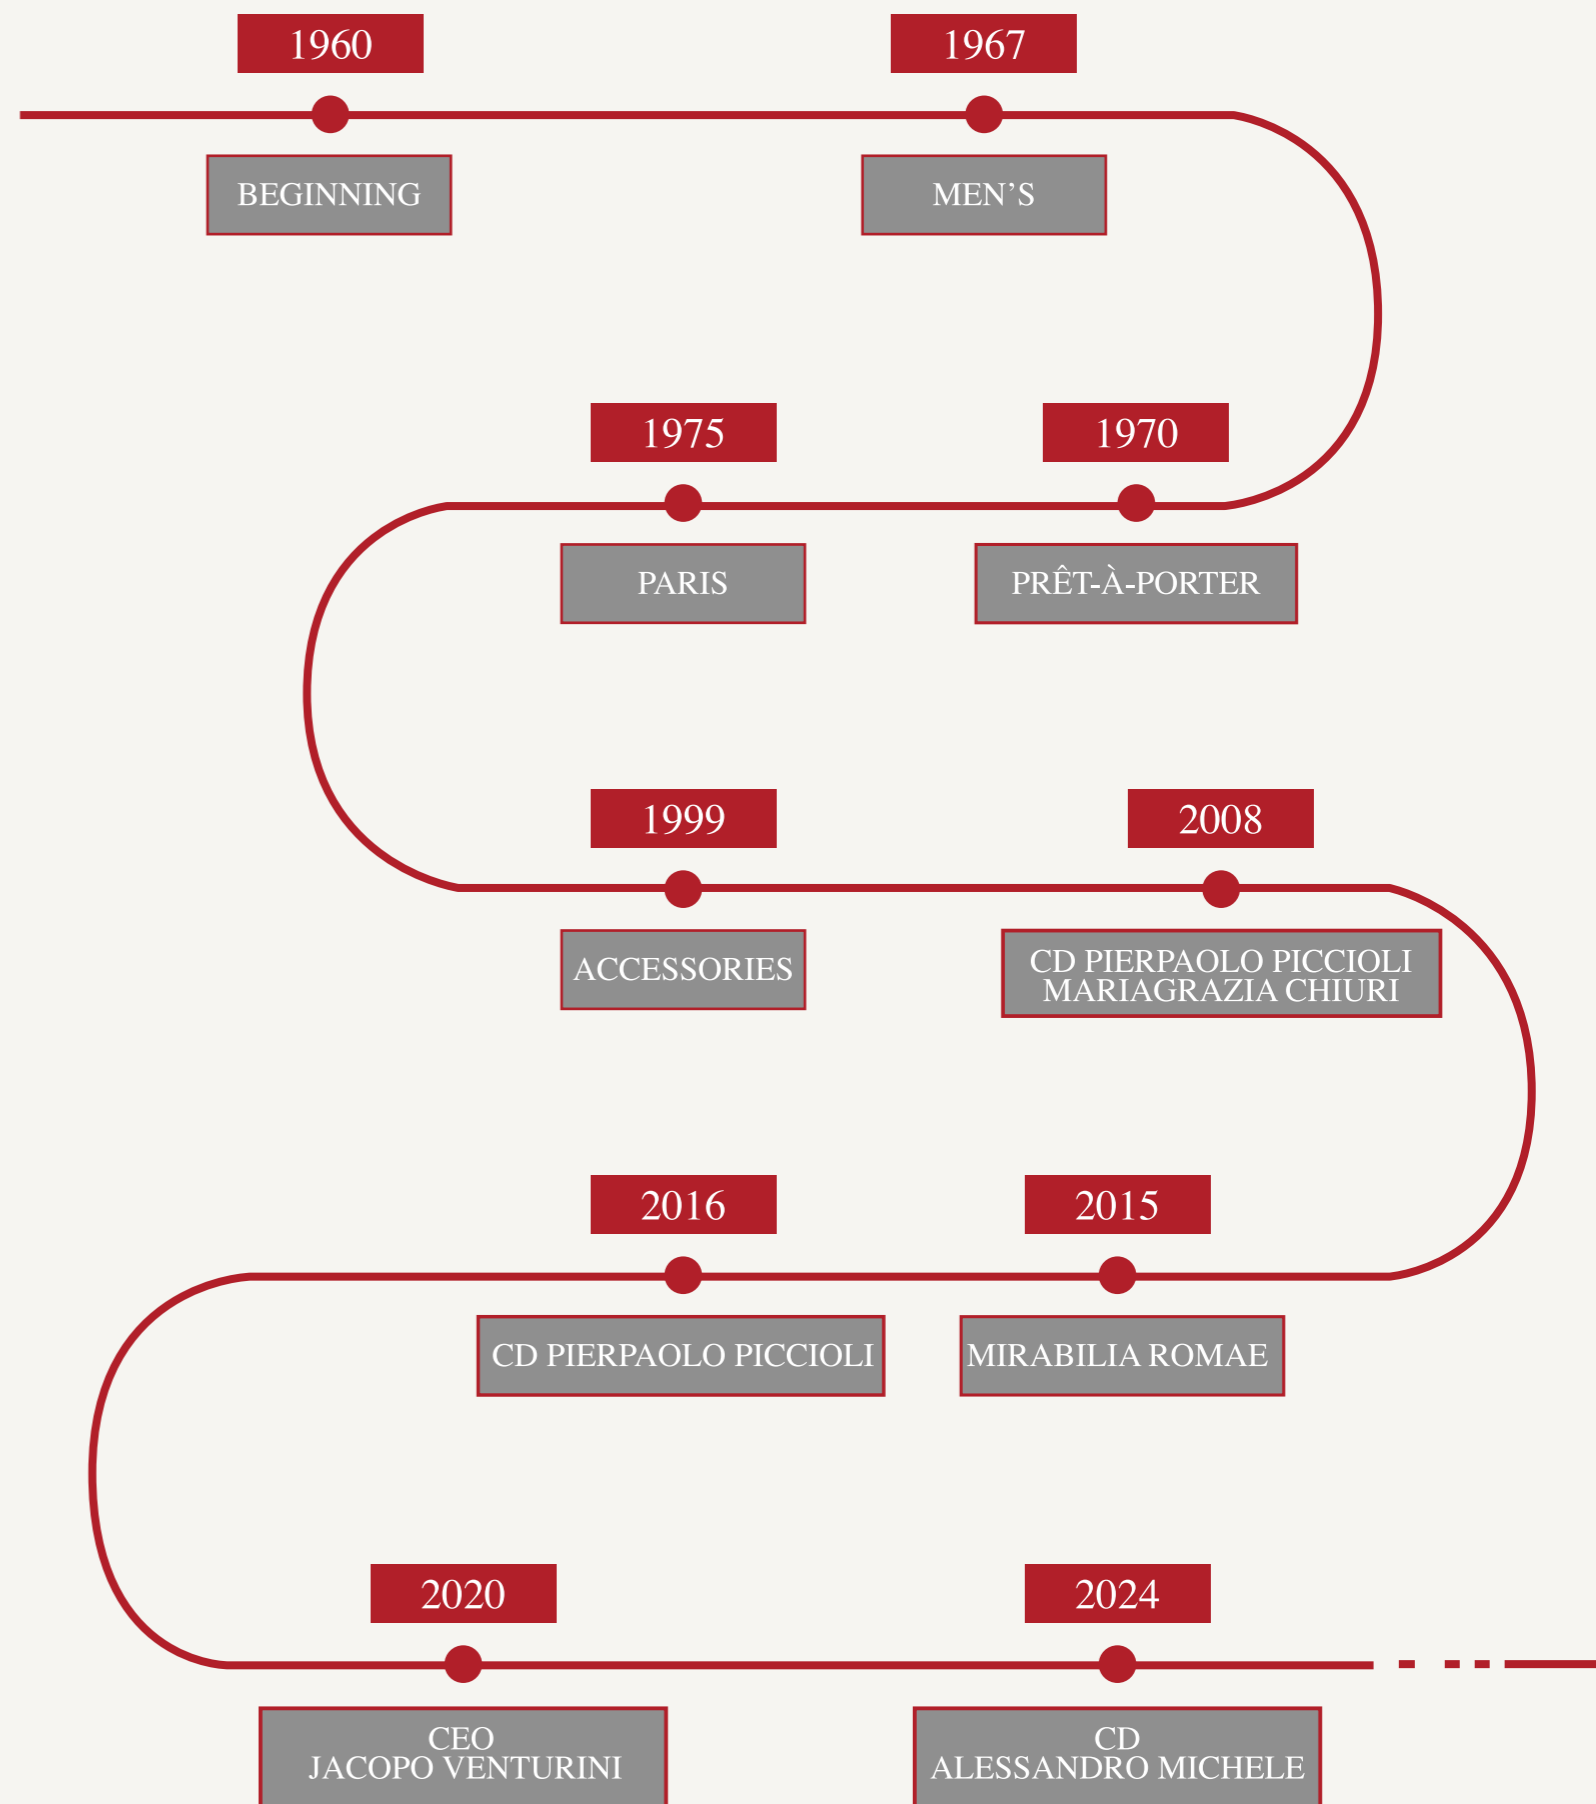 1960
BEGINNING
1967
MEN’S
1970
PRÊT-À-PORTER
1975
PARIS
1999
ACCESSORIES
2008
CD PIERPAOLO PICCIOLI
MARIAGRAZIA CHIURI
2015
MIRABILIA ROMAE
2016
CD PIERPAOLO PICCIOLI
2020
CEO
JACOPO VENTURINI
2024
CD
ALESSANDRO MICHELE